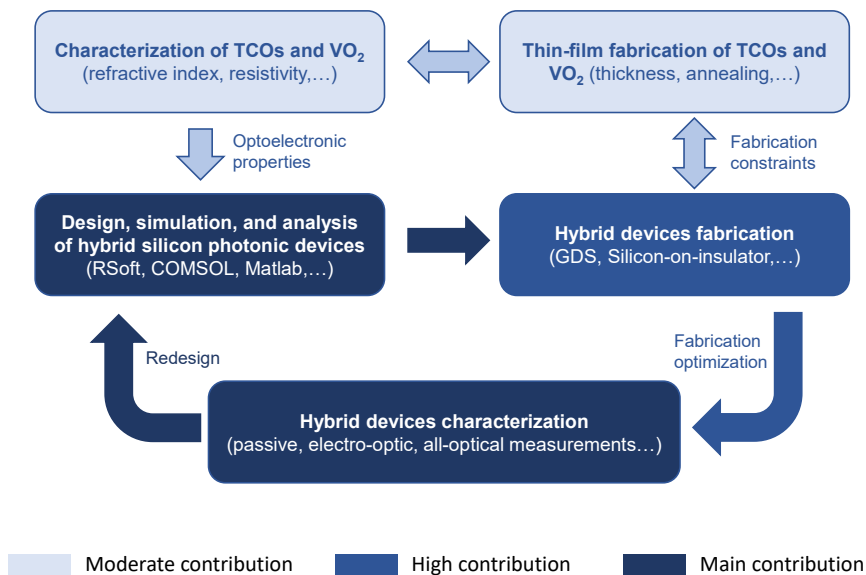 Characterization of TCOs and VO₂
(refractive index, resistivity,…)
Thin-film fabrication of TCOs and
VO₂ (thickness, annealing,…)
Optoelectronic
properties
Fabrication
constraints
Design, simulation, and analysis
of hybrid silicon photonic devices
(RSoft, COMSOL, Matlab,…)
Hybrid devices fabrication
(GDS, Silicon-on-insulator,…)
Redesign
Fabrication
optimization
Hybrid devices characterization
(passive, electro-optic, all-optical measurements…)
Moderate contribution
High contribution
Main contribution